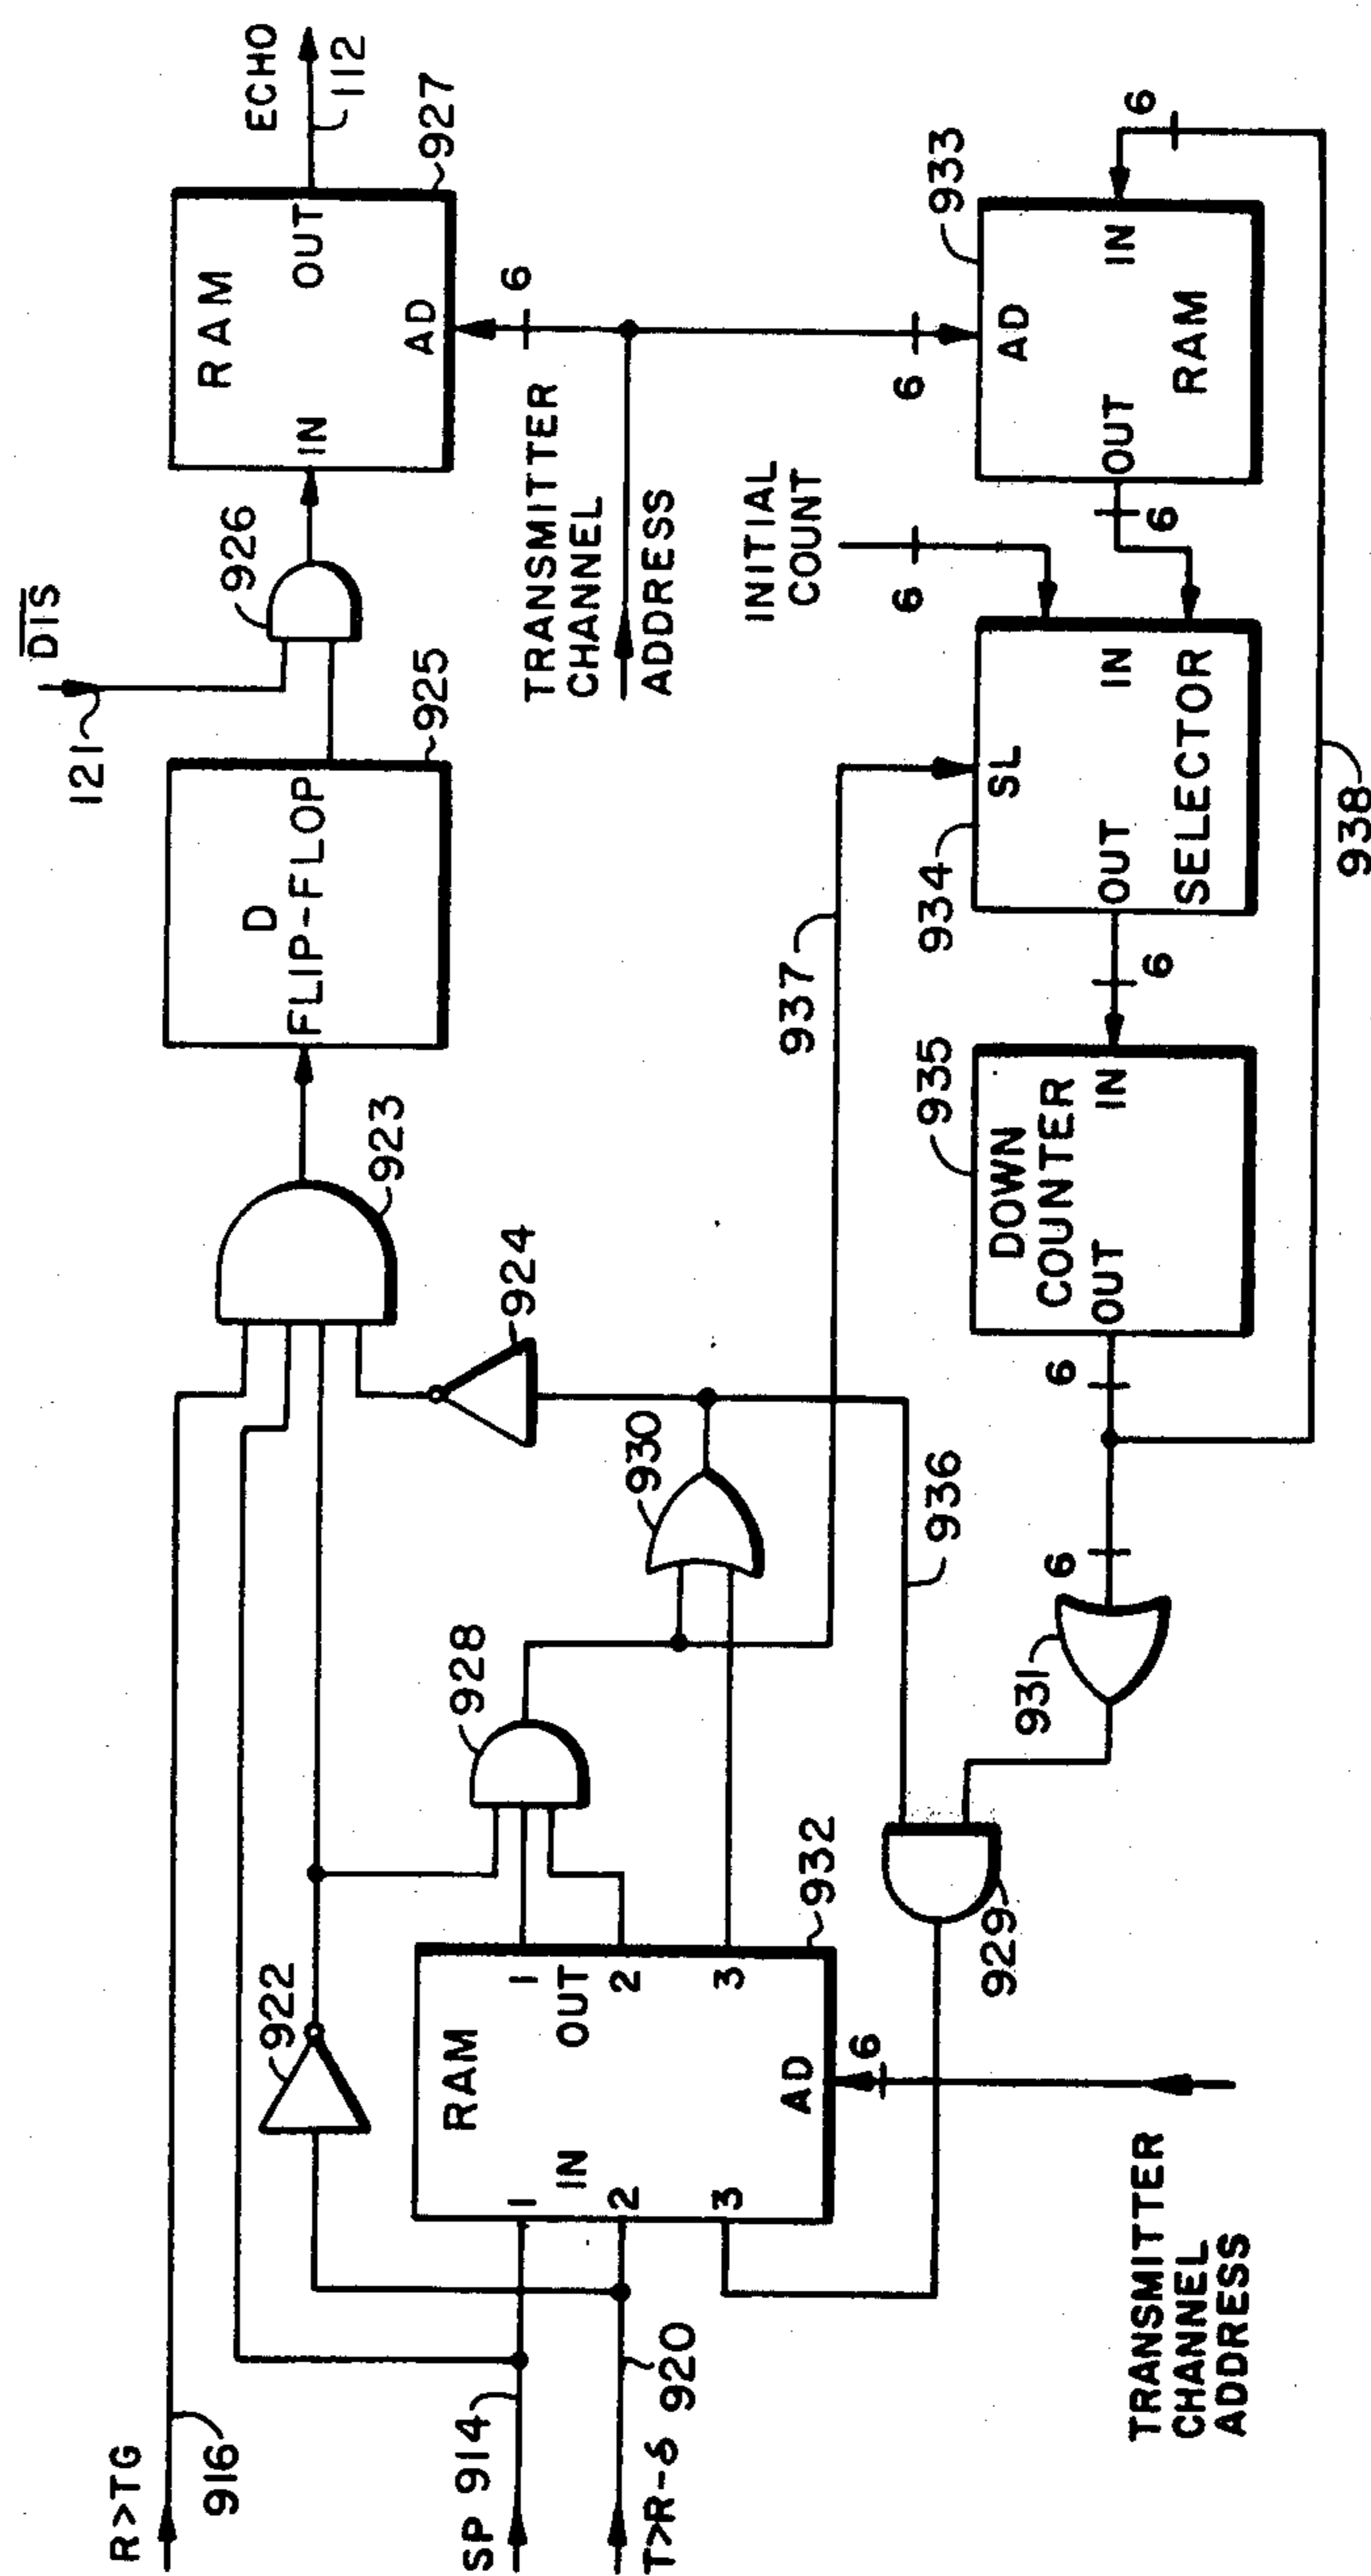 R>TG
916
SP 914
T>R-δ
920
922
RAM
IN
OUT
1
2
3
1
2
3
AD
6
932
TRANSMITTER
CHANNEL
ADDRESS
928
930
924
923
D
FLIP-FLOP
925
DIS
121
926
RAM
IN
OUT
AD
927
ECHO
112
6
TRANSMITTER
CHANNEL
ADDRESS
6
929
931
6
936
6
DOWN
COUNTER
OUT
IN
935
937
6
934
SL
OUT
IN
SELECTOR
INITIAL
COUNT
6
6
933
AD
OUT
IN
RAM
6
938